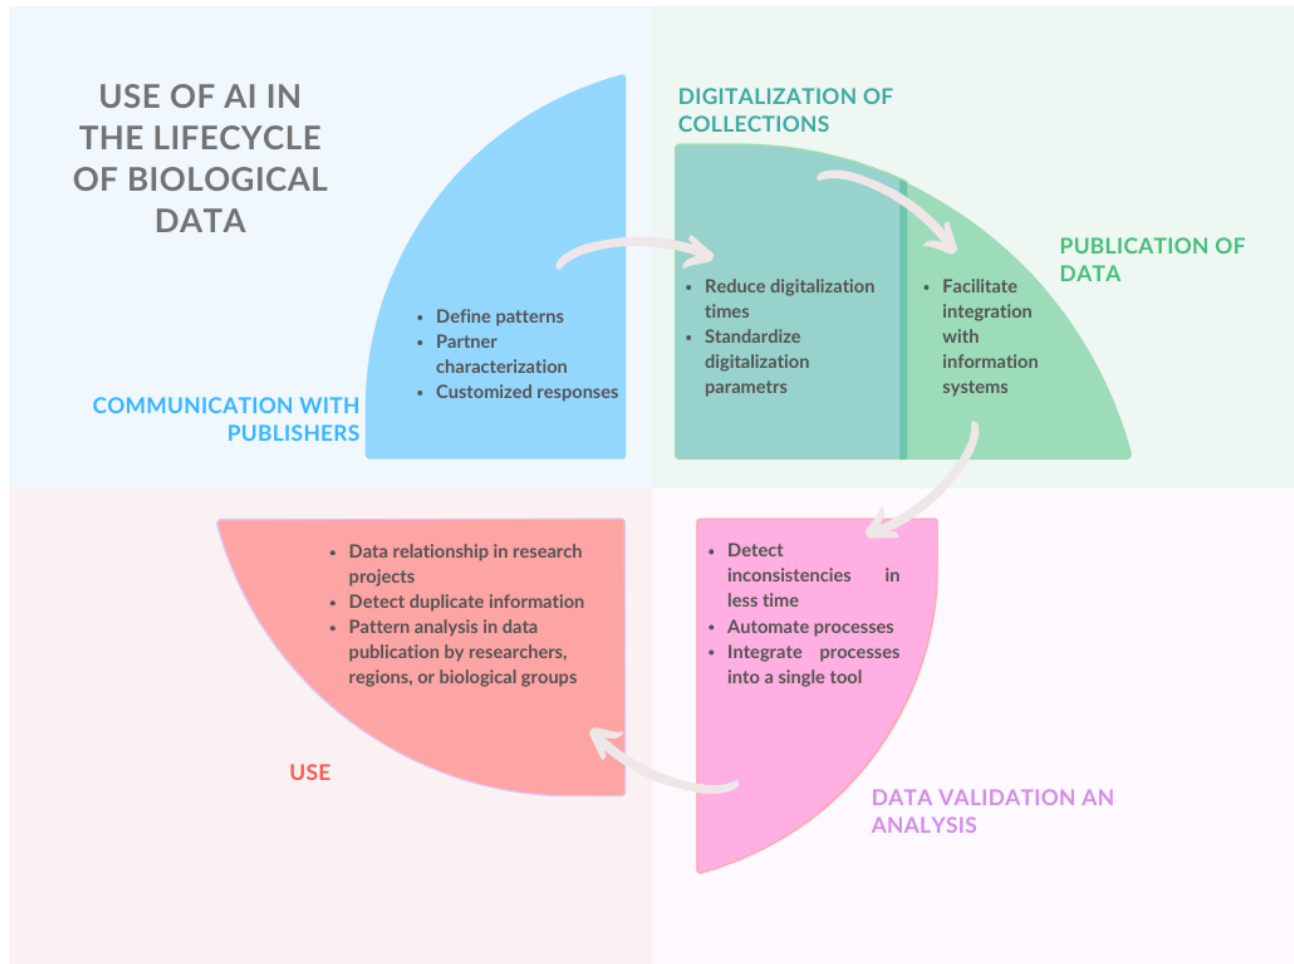 USE OF AI IN
THE LIFECYCLE
OF BIOLOGICAL
DATA
COMMUNICATION WITH
PUBLISHERS
• Define patterns
• Partner
characterization
• Customized responses
DIGITALIZATION OF
COLLECTIONS
• Reduce digitalization
times
• Standardize
digitalization
parametrs
PUBLICATION OF
DATA
• Facilitate
integration
with
information
systems
• Detect
inconsistencies in
less time
• Automate processes
• Integrate processes
into a single tool
DATA VALIDATION AN
ANALYSIS
• Data relationship in research
projects
• Detect duplicate information
• Pattern analysis in data
publication by researchers,
regions, or biological groups
USE